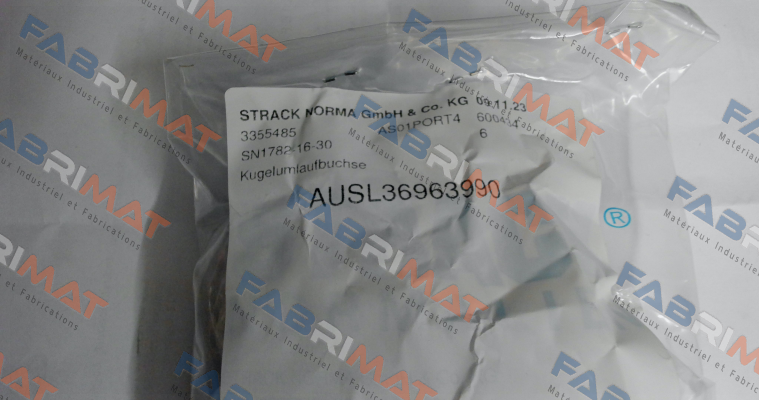 STRACK NORMA GmbH & Co. KG 09.11.23
3355485 AS01PORT4
SN1782-16-30 6
Kugelumlaufbuchse
AUSL36963990
®
FABRIMAT
Matériaux Industriel et Fabrications